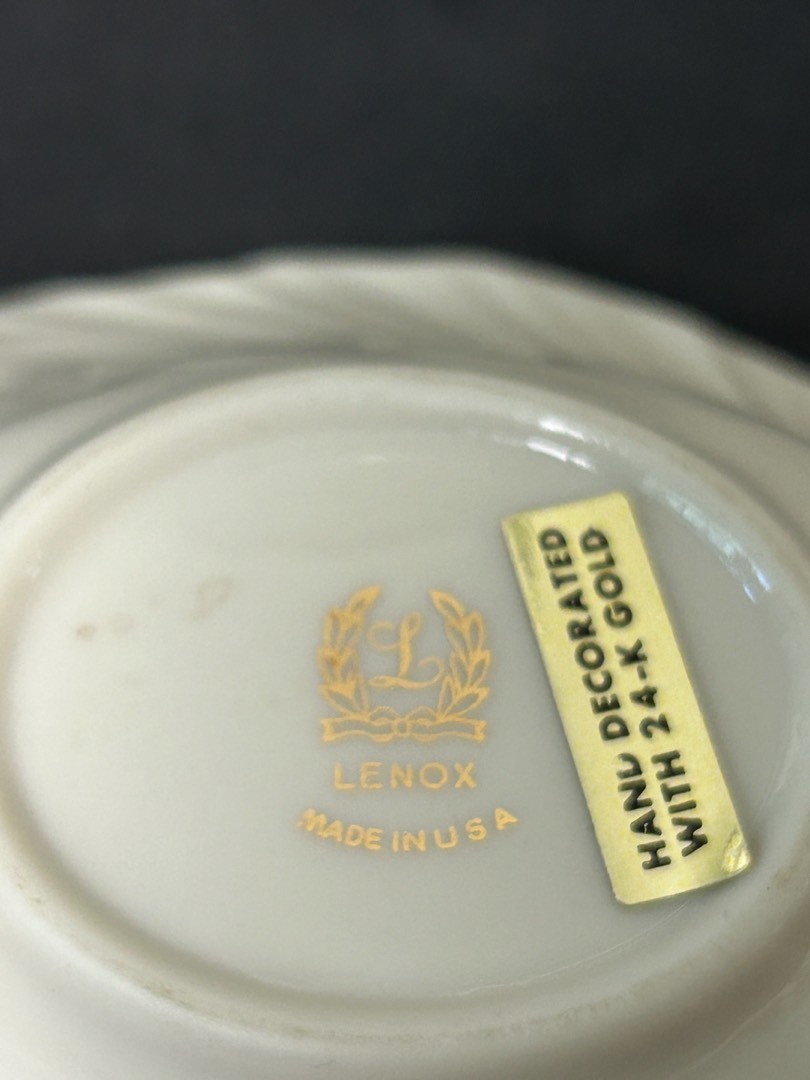 L
LENOX
MADE IN USA
HAND DECORATED
WITH 24-K GOLD